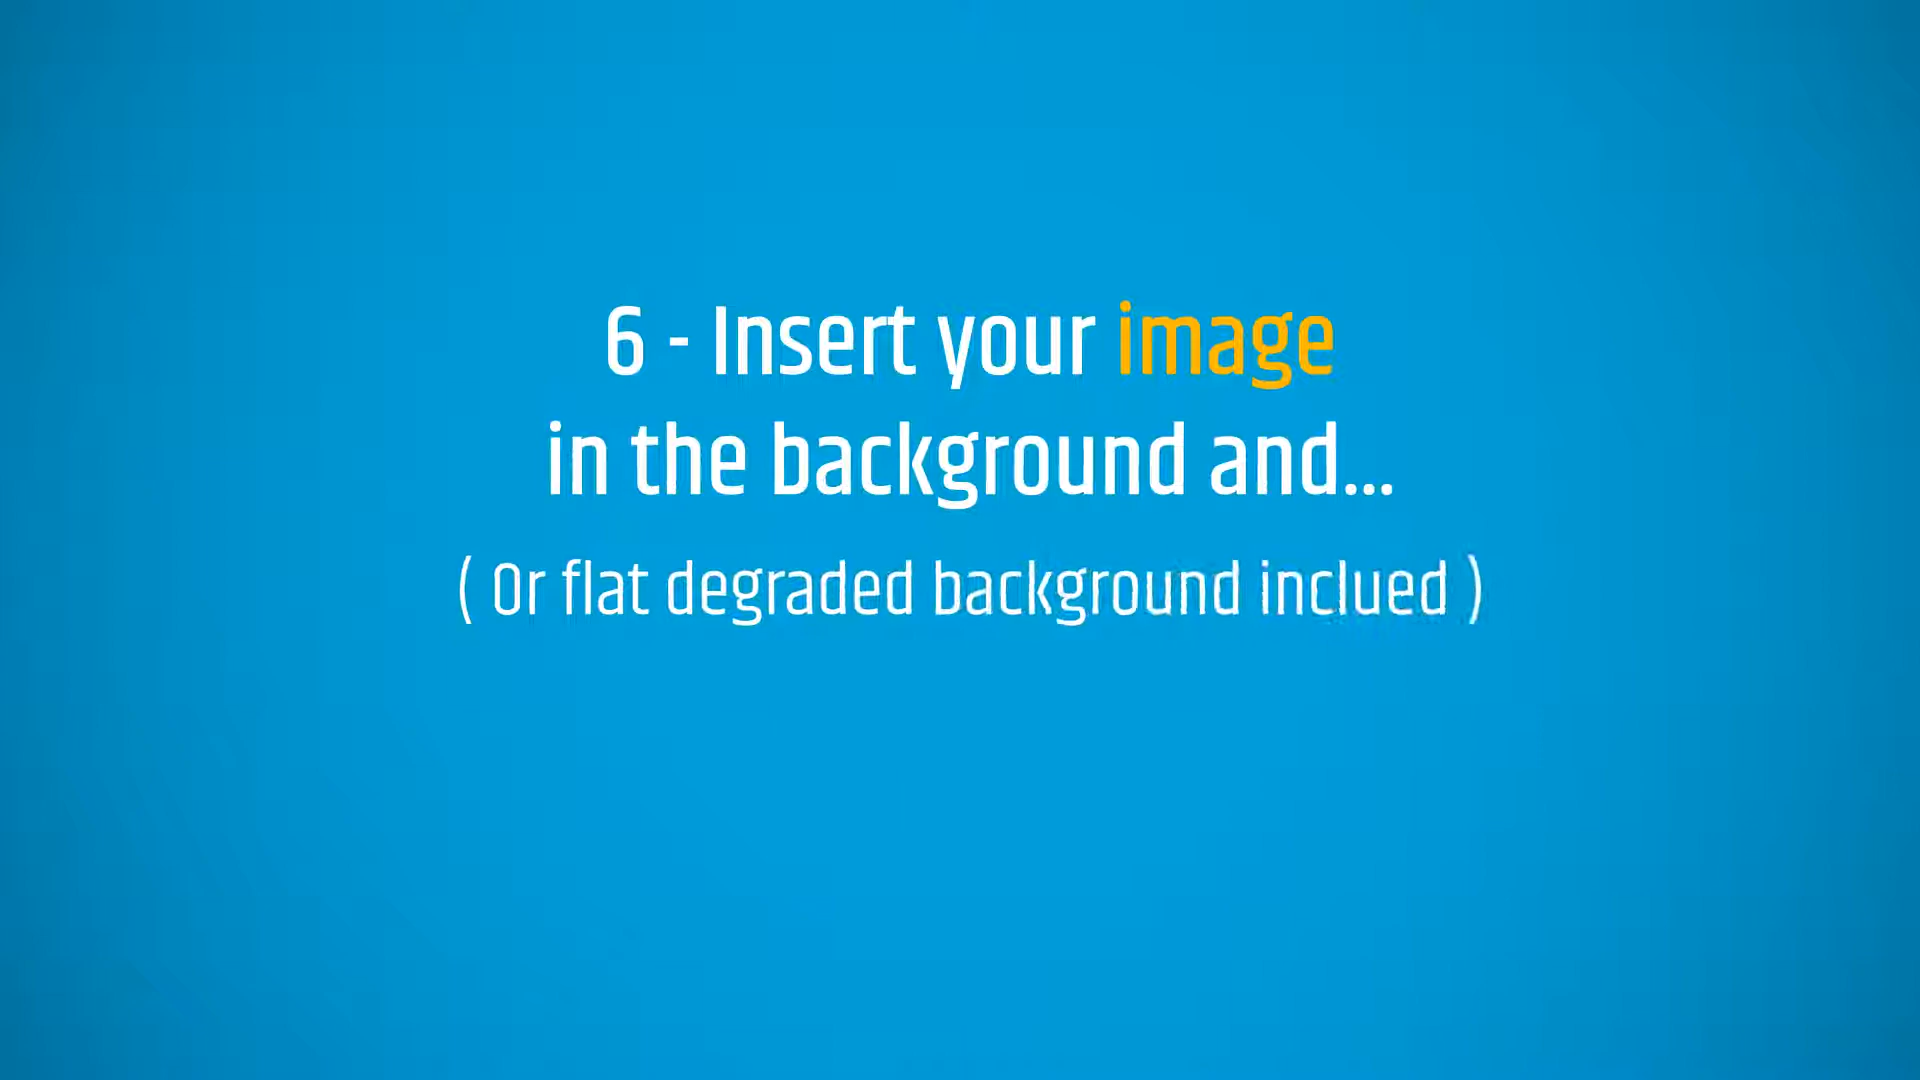 6 - Insert your image
in the background and...
( Or flat degraded background inclued )